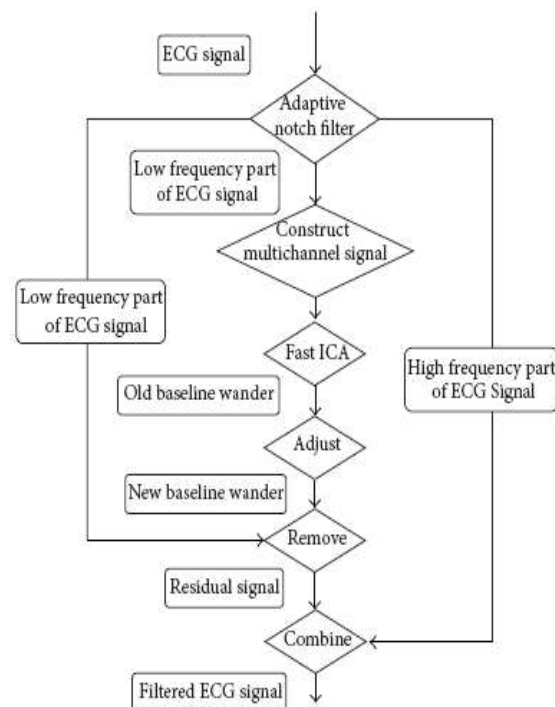 ECG signal
Adaptive
notch filter
Low frequency part
of ECG signal
Construct
multichannel signal
Low frequency part
of ECG signal
Fast ICA
High frequency part
of ECG Signal
Old baseline wander
Adjust
New baseline wander
Remove
Residual signal
Combine
Filtered ECG signal